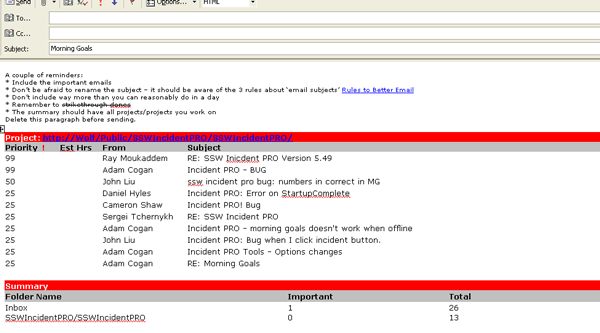 Send Options... HTML
To...
Cc...
Subject: Morning Goals
A couple of reminders:
* Include the important emails
* Don't be afraid to rename the subject - it should be aware of the 3 rules about 'email subjects' Rules to Better Email
* Don't include way more than you can reasonably do in a day
* Remember to strikethrough dones
* The summary should have all projects/projects you work on
Delete this paragraph before sending.
Project: http://Wolf/Public/SSWIncidentPRO/SSWIncidentPRO/
Priority ! Est Hrs From Subject
99 Ray Moukaddem RE: SSW Inicdent PRO Version 5.49
99 Adam Cogan Incident PRO - BUG
50 John Liu ssw incident pro bug: numbers in correct in MG
25 Daniel Hyles Incident PRO: Error on StartupComplete
25 Cameron Shaw Incident PRO! Bug
25 Sergei Tchernykh RE: SSW Incident PRO
25 Adam Cogan Incident PRO - morning goals doesn't work when offline
25 John Liu Incident PRO: Bug when I click incident button.
25 Adam Cogan Incident PRO Tools - Options changes
25 Adam Cogan RE: Morning Goals
Summary
Folder Name Important Total
Inbox 1 26
SSWIncidentPRO/SSWIncidentPRO 0 13